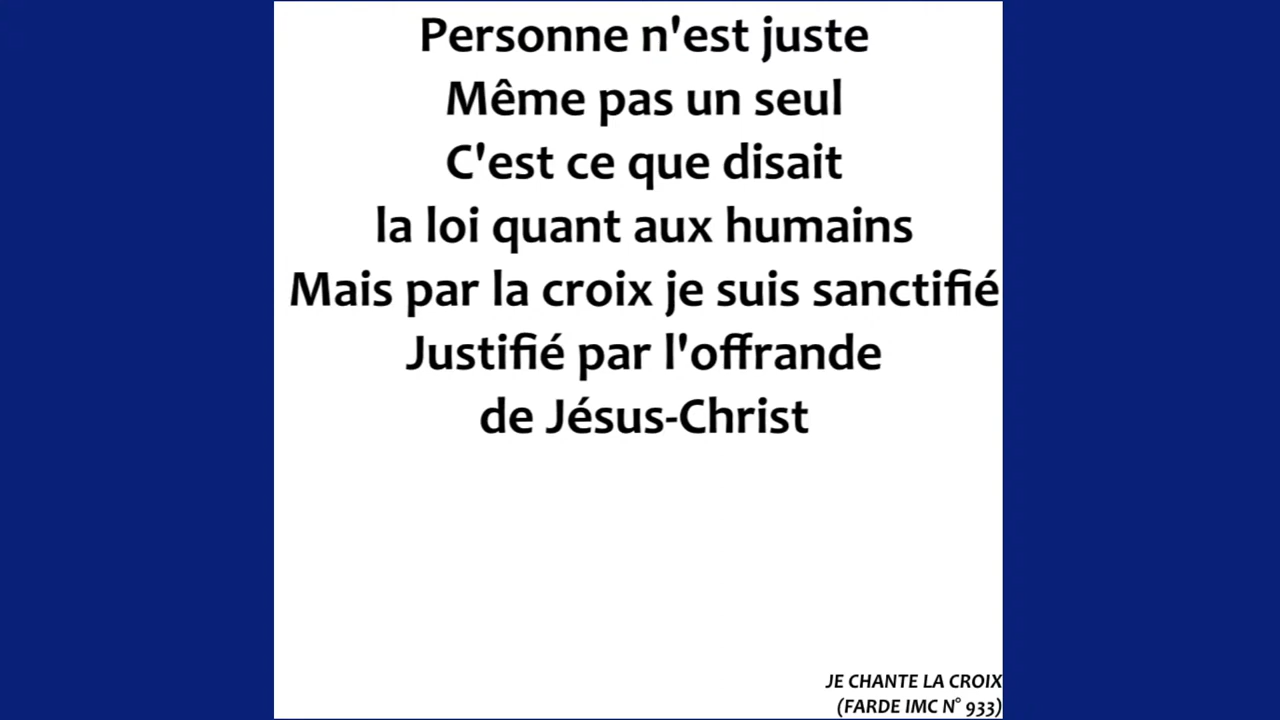 Personne n'est juste
Même pas un seul
C'est ce que disait
la loi quant aux humains
Mais par la croix je suis sanctifié
Justifié par l'offrande
de Jésus-Christ
JE CHANTE LA CROIX
(FARDE IMC N° 933)